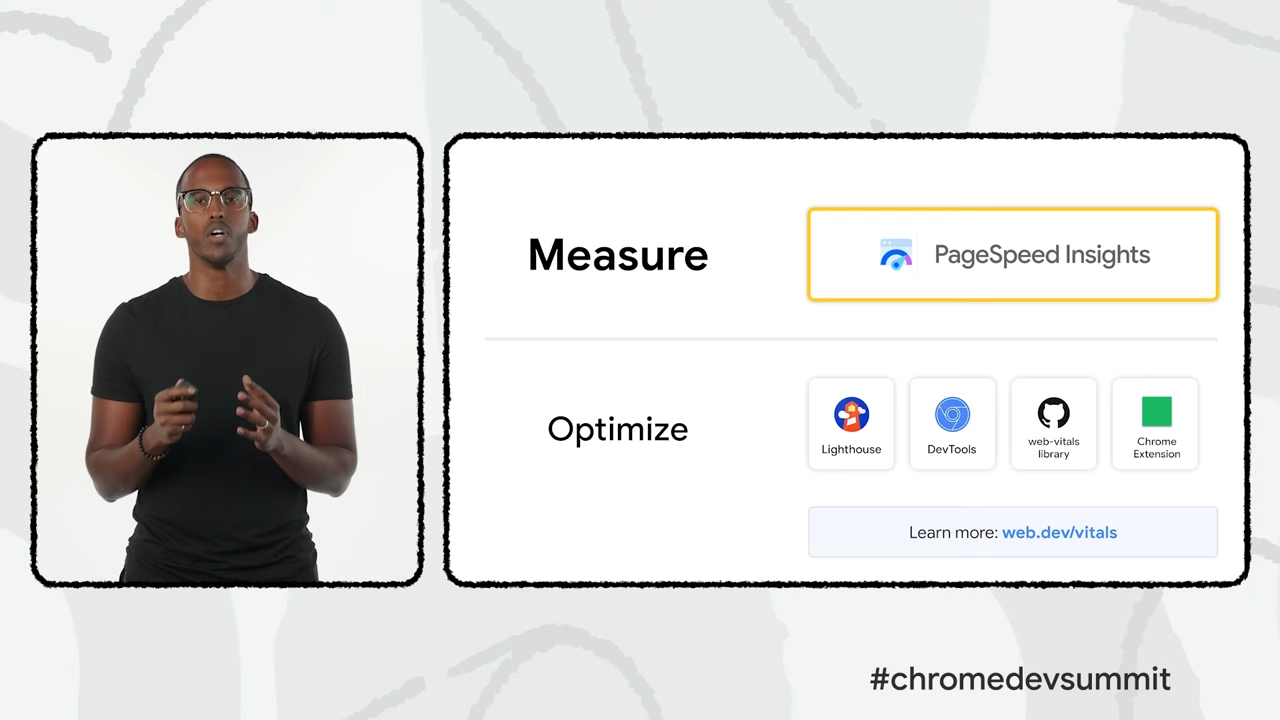 Measure
PageSpeed Insights
Optimize
Lighthouse
DevTools
web-vitals
library
Chrome
Extension
Learn more: web.dev/vitals
#chromedevsummit